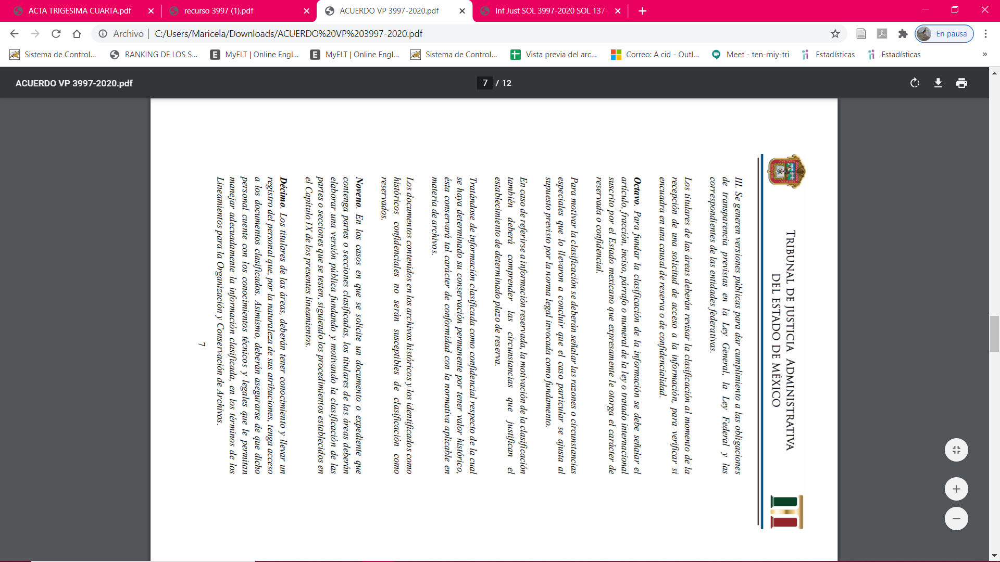 ACTA TRIGESIMA CUARTA.pdf
recurso 3997 (1).pdf
ACUERDO VP 3997-2020.pdf
Inf Just SOL 3997-2020 SOL 137-
Archivo
C:/Users/Maricela/Downloads/ACUERDO%20VP%203997-2020.pdf
En pausa
Sistema de Control...
RANKING DE LOS S...
MyELT | Online Engl...
MyELT | Online Engl...
Sistema de Control...
Vista previa del arc...
Correo: A cid - Outl...
Meet - ten-rniy-tri
Estadísticas
Estadísticas
»
ACUERDO VP 3997-2020.pdf
7 / 12
TRIBUNAL DE JUSTICIA ADMINISTRATIVA
DEL ESTADO DE MÉXICO
III. Se generen versiones públicas para dar cumplimiento a las obligaciones
de transparencia previstas en la Ley General, la Ley Federal y las
correspondientes de las entidades federativas.
Los titulares de las áreas deberán revisar la clasificación al momento de la
recepción de una solicitud de acceso a la información, para verificar si
encuadra en una causal de reserva o de confidencialidad.
Octavo. Para fundar la clasificación de la información se debe señalar el
artículo, fracción, inciso, párrafo o numeral de la ley o tratado internacional
suscrito por el Estado mexicano que expresamente le otorga el carácter de
reservada o confidencial.
Para motivar la clasificación se deberán señalar las razones o circunstancias
especiales que lo llevaron a concluir que el caso particular se ajusta al
supuesto previsto por la norma legal invocada como fundamento.
En caso de referirse a información reservada, la motivación de la clasificación
también deberá comprender las circunstancias que justifican el
establecimiento de determinado plazo de reserva.
Tratándose de información clasificada como confidencial respecto de la cual
se haya determinado su conservación permanente por tener valor histórico,
ésta conservará tal carácter de conformidad con la normativa aplicable en
materia de archivos.
Los documentos contenidos en los archivos históricos y los identificados como
históricos confidenciales no serán susceptibles de clasificación como
reservados.
Noveno. En los casos en que se solicite un documento o expediente que
contenga partes o secciones clasificadas, los titulares de las áreas deberán
elaborar una versión pública fundando y motivando la clasificación de las
partes o secciones que se testen, siguiendo los procedimientos establecidos en
el Capítulo IX de los presentes lineamientos.
Décimo. Los titulares de las áreas, deberán tener conocimiento y llevar un
registro del personal que, por la naturaleza de sus atribuciones, tenga acceso
a los documentos clasificados. Asimismo, deberán asegurarse de que dicho
personal cuente con los conocimientos técnicos y legales que le permitan
manejar adecuadamente la información clasificada, en los términos de los
Lineamientos para la Organización y Conservación de Archivos.
7